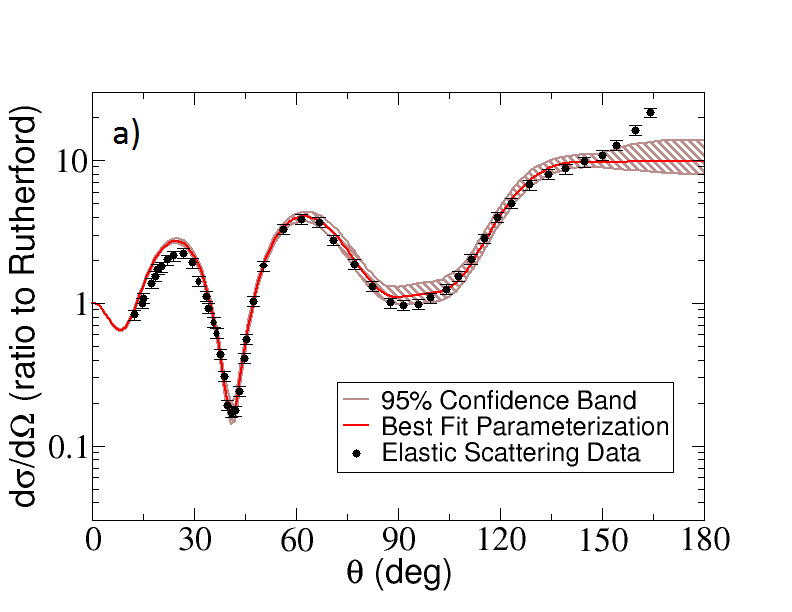 a)
dσ/dΩ (ratio to Rutherford)
10
1
0.1
95% Confidence Band
Best Fit Parameterization
Elastic Scattering Data
0 30 60 90 120 150 180
θ (deg)